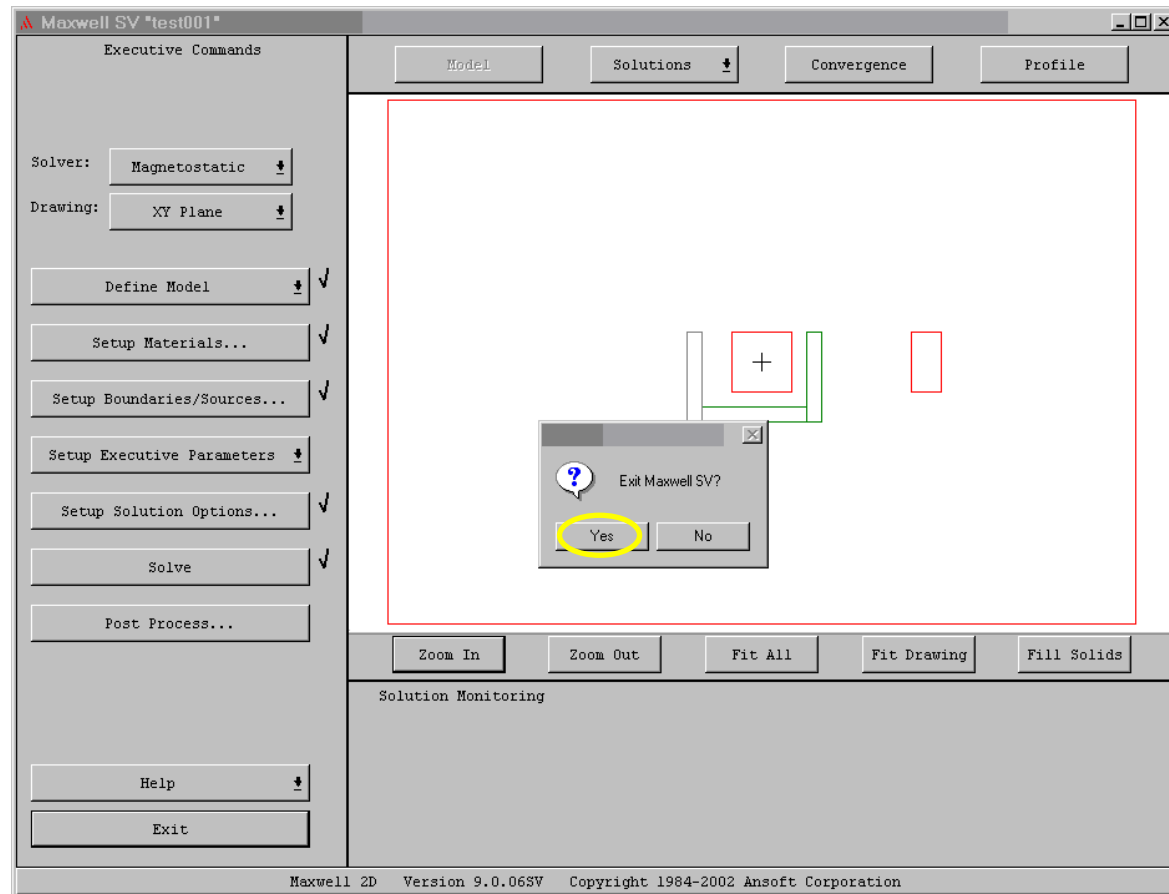 Maxwell SV "test001"
Executive Commands
Model
Solutions
Convergence
Profile
Solver:
Magnetostatic
Drawing:
XY Plane
Define Model
Setup Materials...
Setup Boundaries/Sources...
Setup Executive Parameters
Setup Solution Options...
Solve
Post Process...
Exit Maxwell SV?
Yes
No
Zoom In
Zoom Out
Fit All
Fit Drawing
Fill Solids
Solution Monitoring
Help
Exit
Maxwell 2D Version 9.0.06SV Copyright 1984-2002 Ansoft Corporation